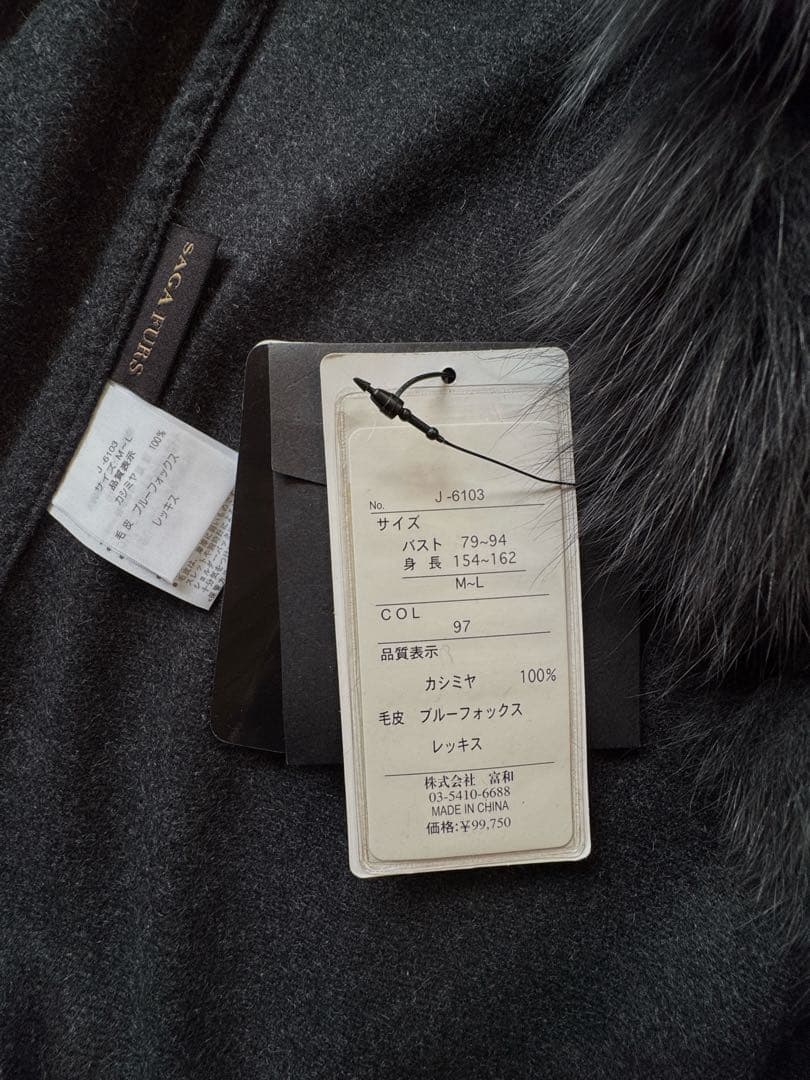 SAGA FURS
J-6103
サイズ M~L
品質表示
カシミヤ 100%
毛皮 ブルーフォックス
レッキス
No. J-6103
サイズ
バスト 79~94
身長 154~162
M~L
COL
97
品質表示
カシミヤ 100%
毛皮 ブルーフォックス
レッキス
株式会社 富和
03-5410-6688
MADE IN CHINA
価格:¥99,750